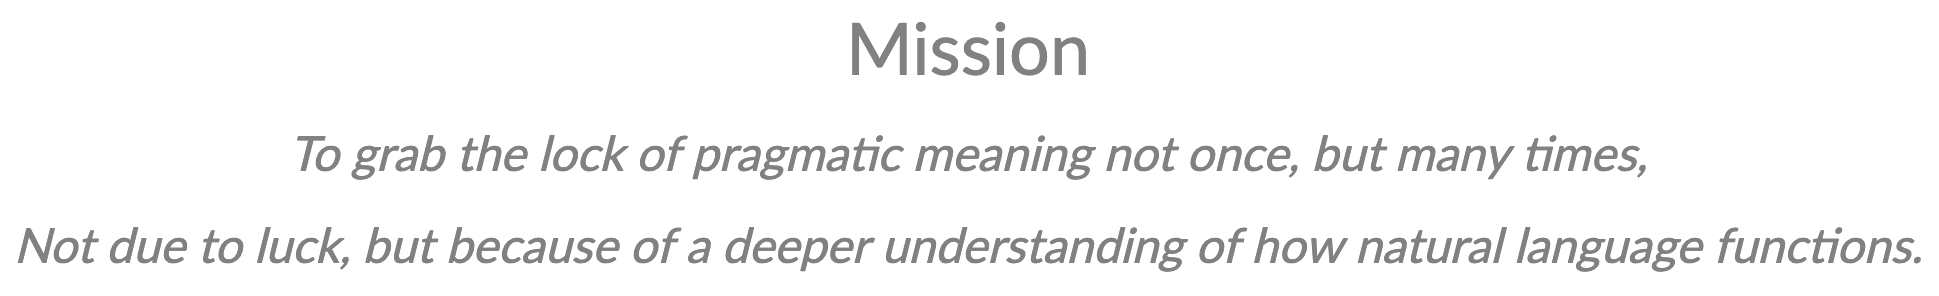 Mission
To grab the lock of pragmatic meaning not once, but many times,
Not due to luck, but because of a deeper understanding of how natural language functions.